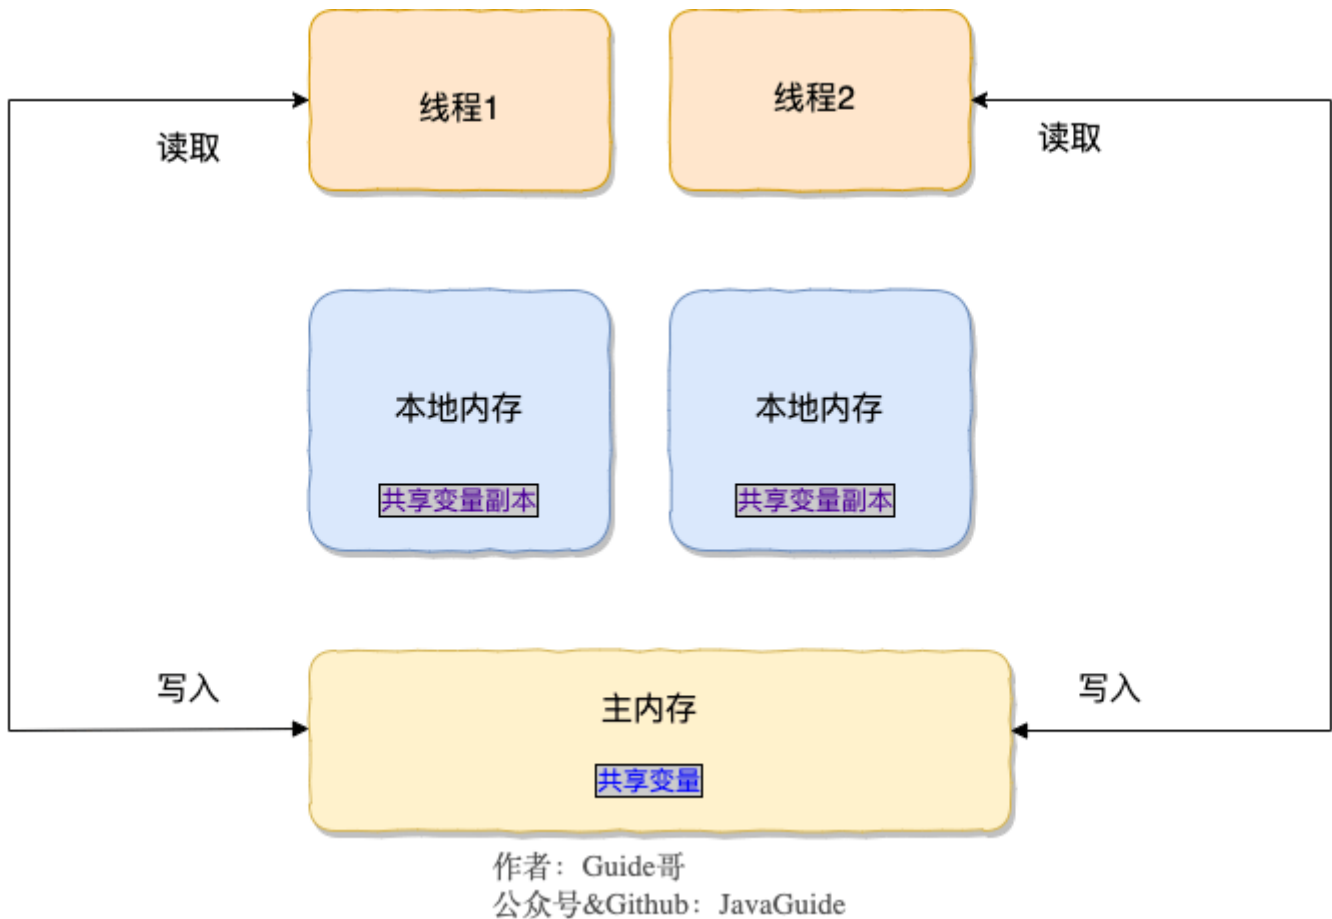 线程1
线程2
读取
读取
本地内存
本地内存
共享变量副本
共享变量副本
写入
写入
主内存
共享变量
作者：Guide哥
公众号&Github：JavaGuide